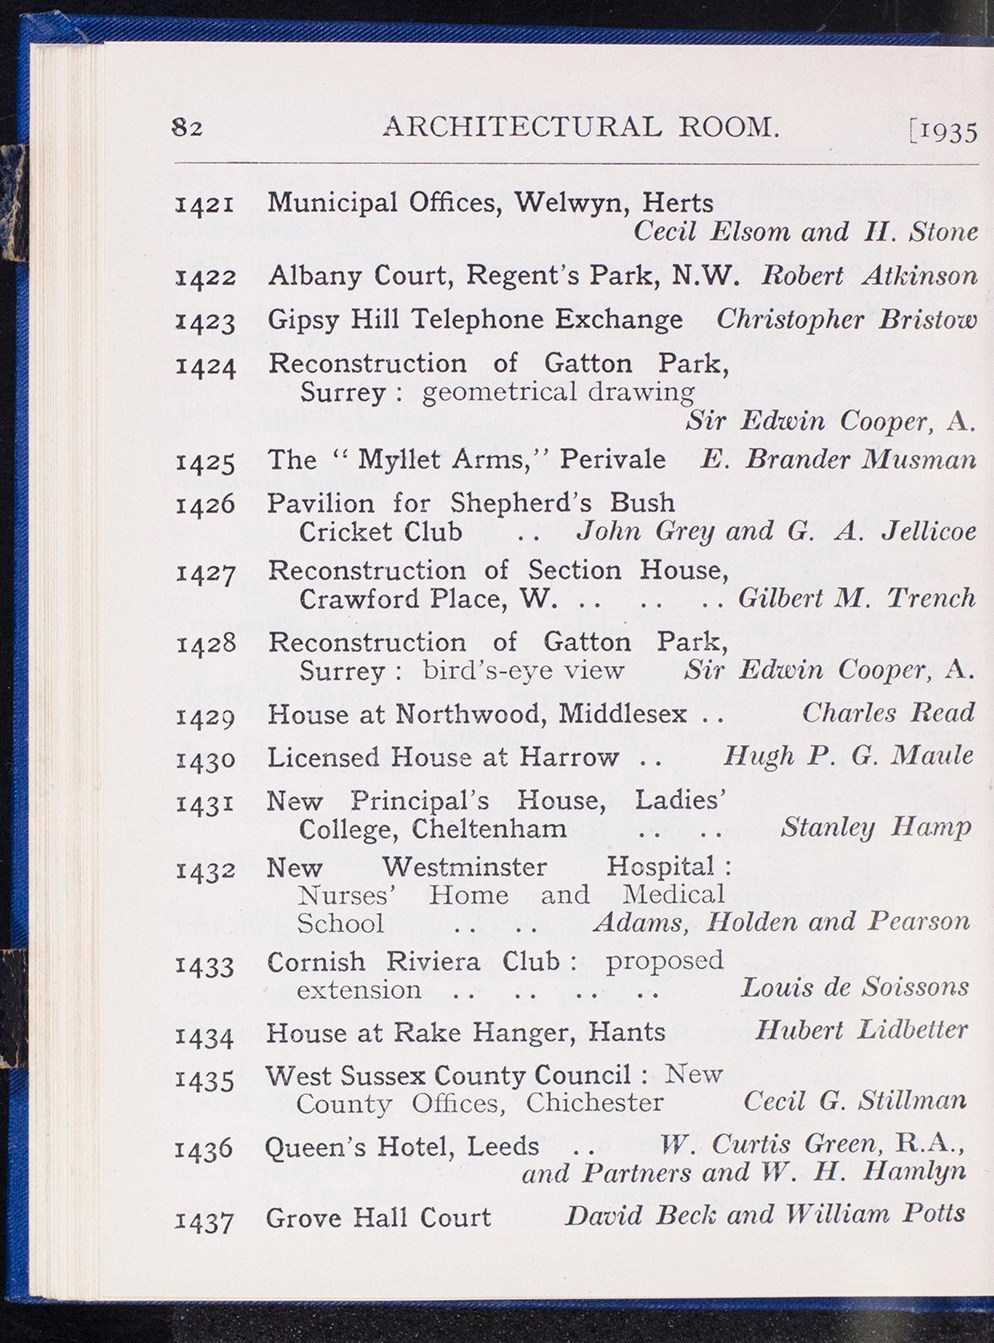 82 ARCHITECTURAL ROOM. [1935
1421 Municipal Offices, Welwyn, Herts
Cecil Elsom and H. Stone
1422 Albany Court, Regent's Park, N.W. Robert Atkinson
1423 Gipsy Hill Telephone Exchange Christopher Bristow
1424 Reconstruction of Gatton Park,
Surrey : geometrical drawing
Sir Edwin Cooper, A.
1425 The “ Myllet Arms,” Perivale E. Brander Musman
1426 Pavilion for Shepherd's Bush
Cricket Club .. John Grey and G. A. Jellicoe
1427 Reconstruction of Section House,
Crawford Place, W. .. .. .. Gilbert M. Trench
1428 Reconstruction of Gatton Park,
Surrey : bird's-eye view Sir Edwin Cooper, A.
1429 House at Northwood, Middlesex .. Charles Read
1430 Licensed House at Harrow .. Hugh P. G. Maule
1431 New Principal's House, Ladies'
College, Cheltenham .. .. Stanley Hamp
1432 New Westminster Hospital :
Nurses' Home and Medical
School .. .. Adams, Holden and Pearson
1433 Cornish Riviera Club : proposed
extension .. .. .. .. Louis de Soissons
1434 House at Rake Hanger, Hants Hubert Lidbetter
1435 West Sussex County Council : New
County Offices, Chichester Cecil G. Stillman
1436 Queen's Hotel, Leeds .. W. Curtis Green, R.A.,
and Partners and W. H. Hamlyn
1437 Grove Hall Court David Beck and William Potts